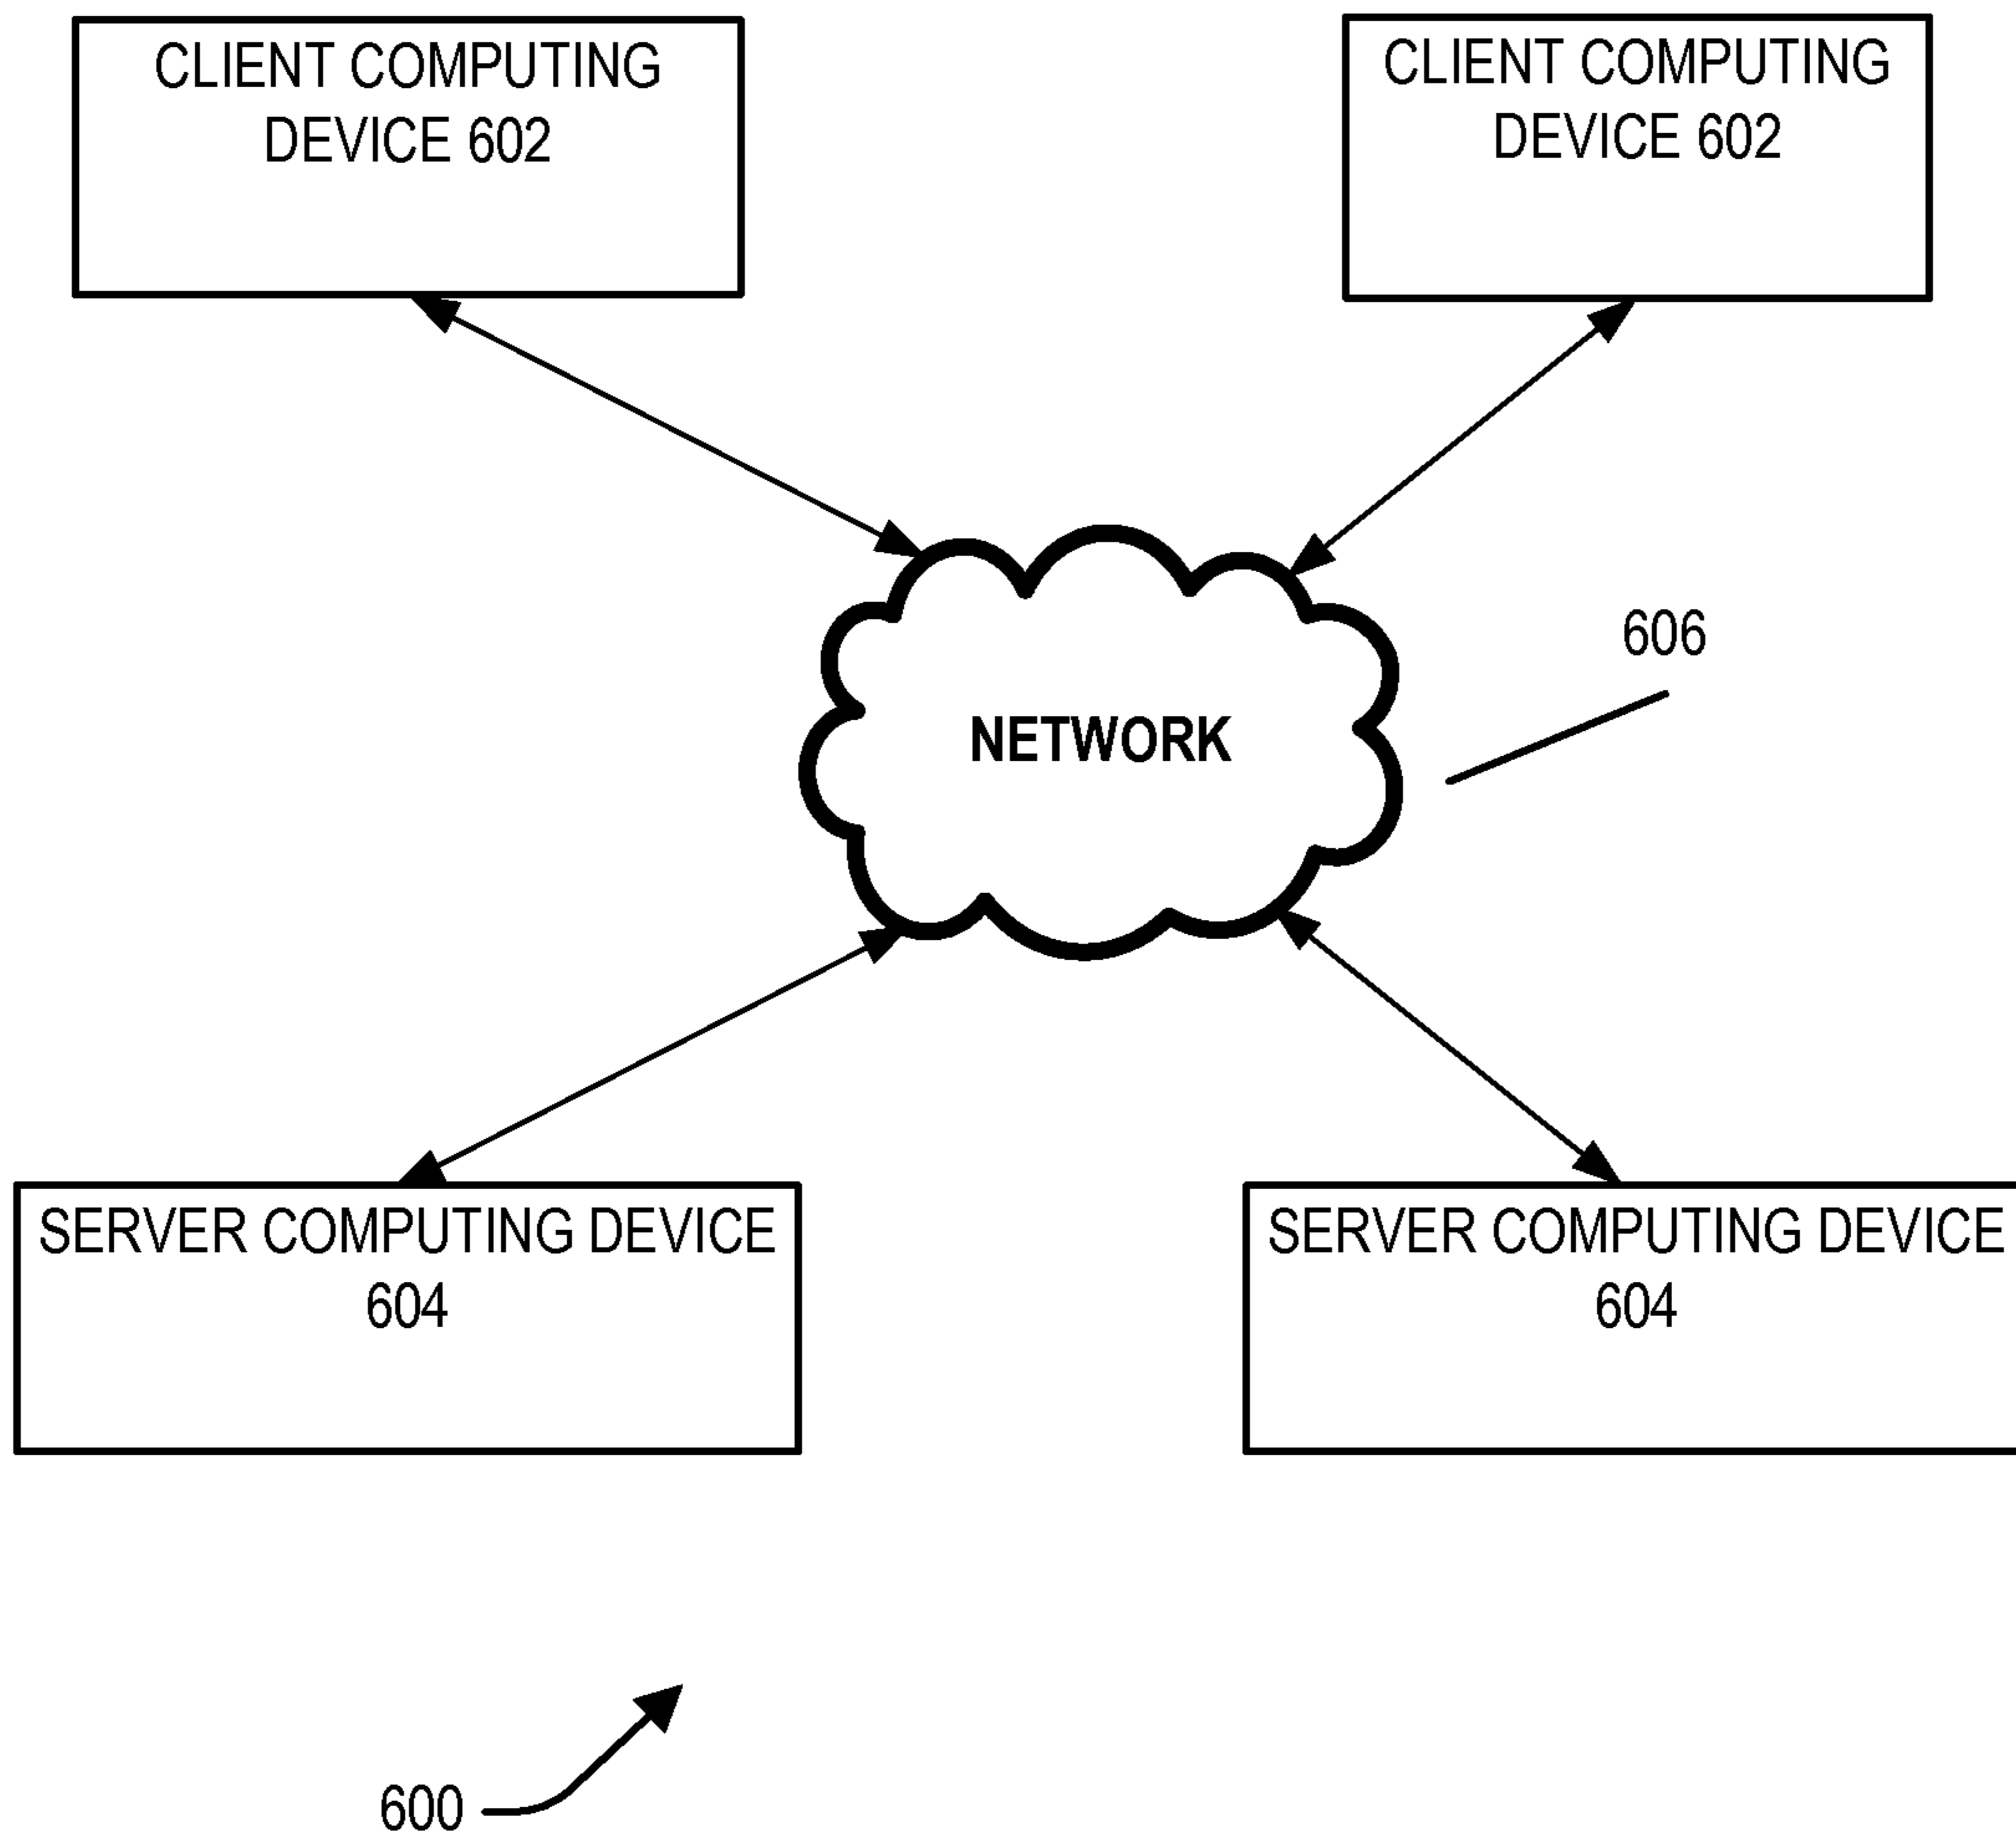 CLIENT COMPUTING
DEVICE 602
CLIENT COMPUTING
DEVICE 602
606
NETWORK
SERVER COMPUTING DEVICE
604
SERVER COMPUTING DEVICE
604
600